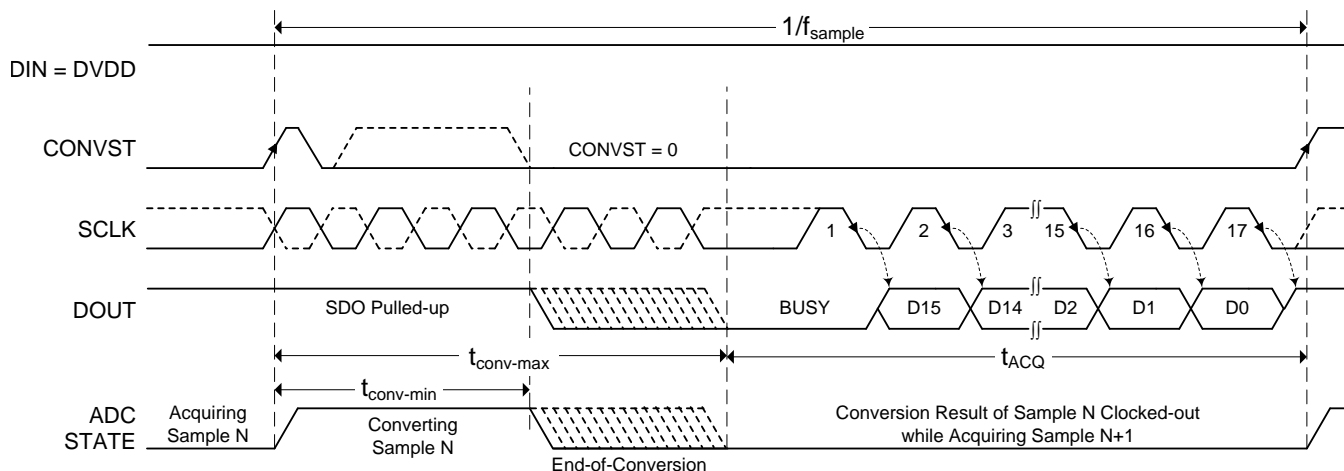 1/fsample
DIN = DVDD
CONVST
CONVST = 0
SCLK
1 2 3 ∫∫ 15 16 17
DOUT
SDO Pulled-up
BUSY
D15 D14 ∫∫ D2 D1 D0
∫∫
tconv-max
tACQ
tconv-min
ADC
STATE
Acquiring
Sample N
Converting
Sample N
End-of-Conversion
Conversion Result of Sample N Clocked-out
while Acquiring Sample N+1